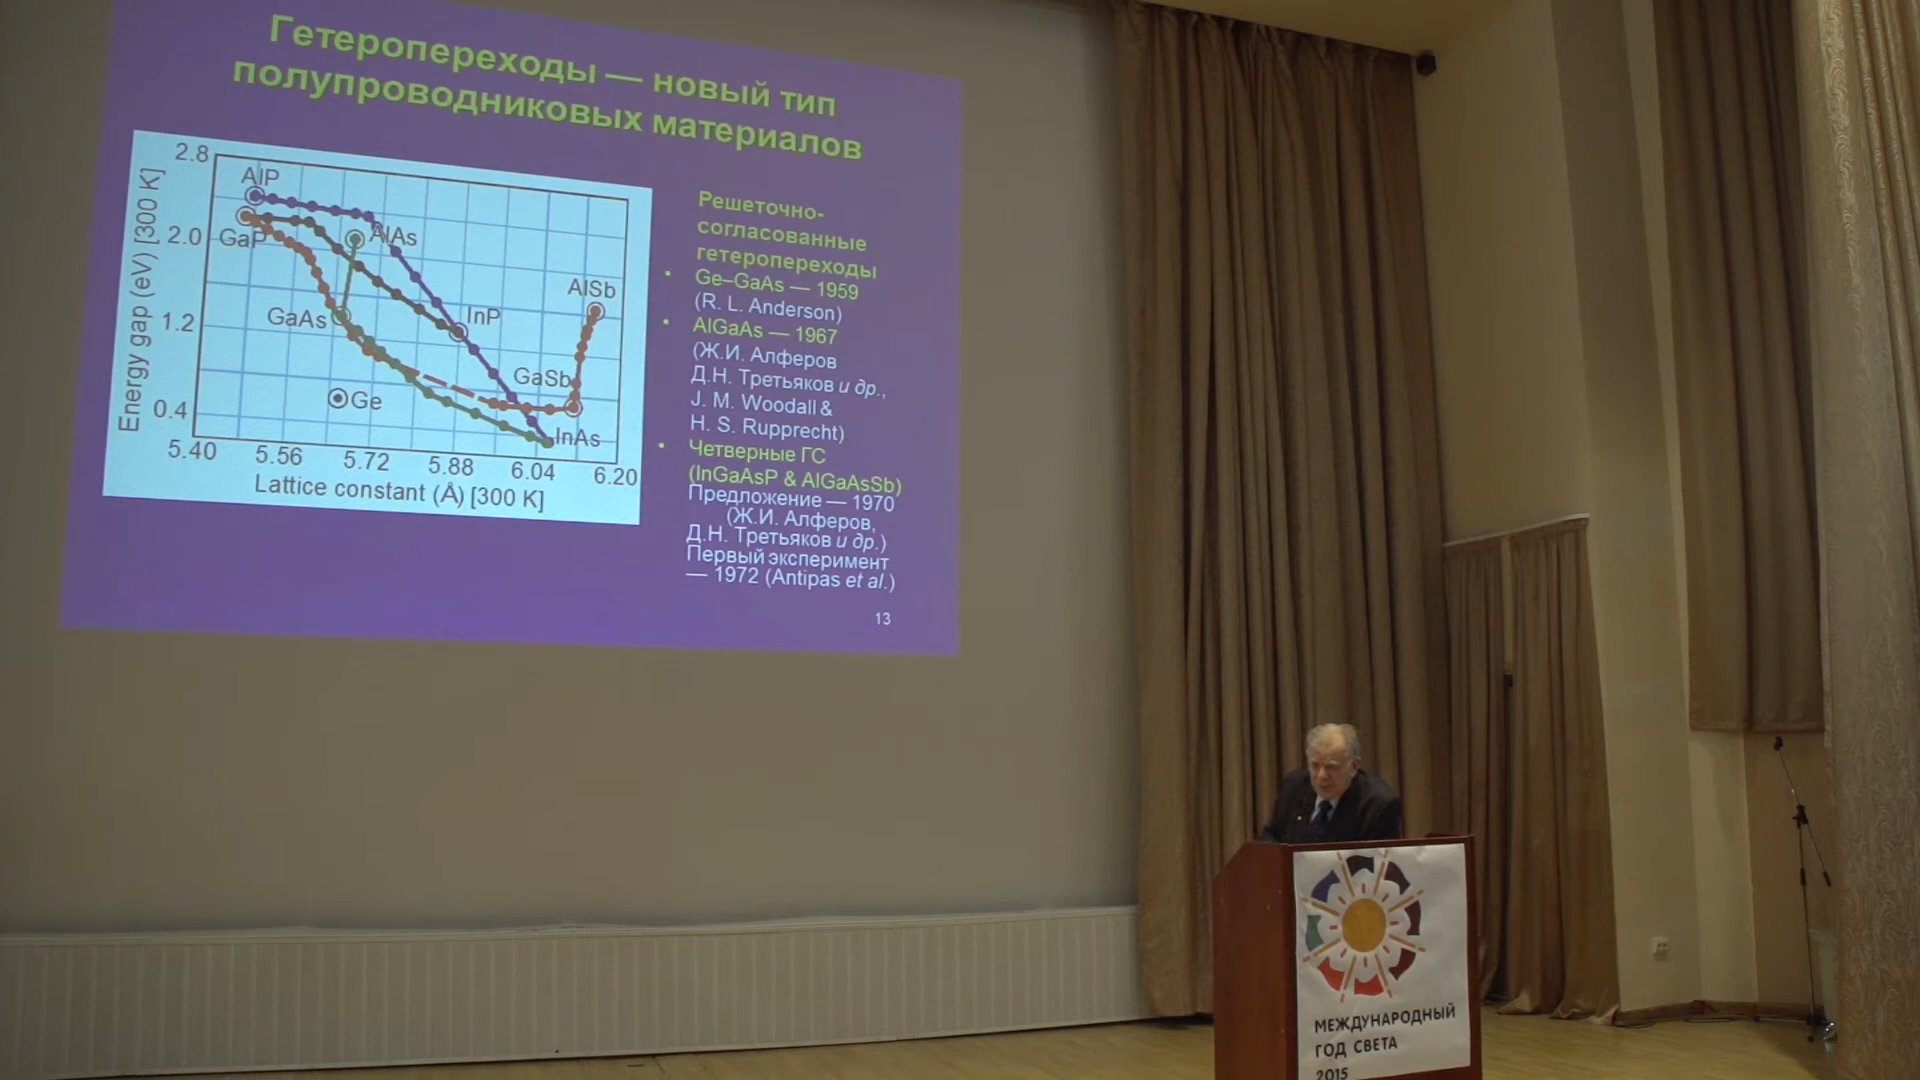 Гетеропереходы — новый тип
полупроводниковых материалов
2.8
2.0
1.2
0.4
Energy gap (eV) [300 K]
AlP
GaP
AlAs
GaAs
InP
AlSb
GaSb
Ge
InAs
5.40
5.56
5.72
5.88
6.04
6.20
Lattice constant (Å) [300 K]
Решеточно-
согласованные
гетеропереходы
• Ge–GaAs — 1959
(R. L. Anderson)
• AlGaAs — 1967
(Ж.И. Алферов
Д.Н. Третьяков и др.,
J. M. Woodall &
H. S. Rupprecht)
• Четверные ГС
(InGaAsP & AlGaAsSb)
Предложение — 1970
(Ж.И. Алферов,
Д.Н. Третьяков и др.)
Первый эксперимент
— 1972 (Antipas et al.)
13
МЕЖДУНАРОДНЫЙ
ГОД СВЕТА
2015